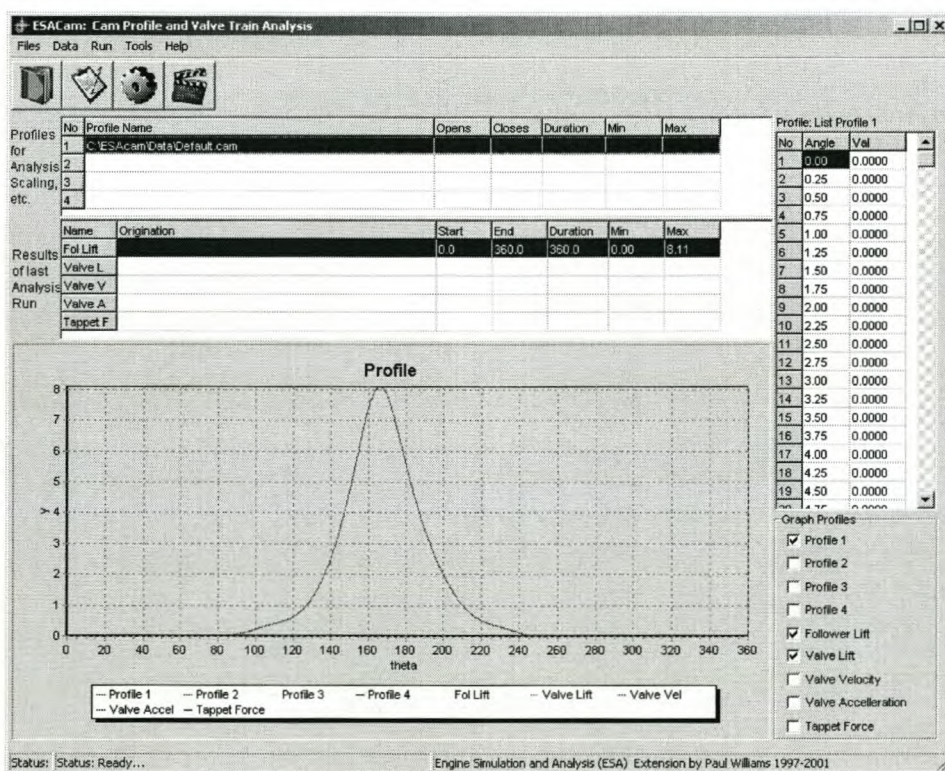 ESACam: Cam Profile and Valve Train Analysis
Files Data Run Tools Help
Profiles for Analysis Scaling, etc.
No Profile Name Opens Closes Duration Min Max
1 C:\ESAcam\Data\Default.cam
2
3
4
Results of last Analysis Run
Name Origination Start End Duration Min Max
Fol Lift 0.0 360.0 360.0 0.00 8.11
Valve L
Valve V
Valve A
Tappet F
Profile: List Profile 1
No Angle Val
1 0.00 0.0000
2 0.25 0.0000
3 0.50 0.0000
4 0.75 0.0000
5 1.00 0.0000
6 1.25 0.0000
7 1.50 0.0000
8 1.75 0.0000
9 2.00 0.0000
10 2.25 0.0000
11 2.50 0.0000
12 2.75 0.0000
13 3.00 0.0000
14 3.25 0.0000
15 3.50 0.0000
16 3.75 0.0000
17 4.00 0.0000
18 4.25 0.0000
19 4.50 0.0000
Profile
8
7
6
5
4
3
2
1
0
y
0 20 40 60 80 100 120 140 160 180 200 220 240 260 280 300 320 340 360
theta
Profile 1 Profile 2 Profile 3 Profile 4 Fol Lift Valve Lift Valve Vel
Valve Accel Tappet Force
Graph Profiles
Profile 1
Profile 2
Profile 3
Profile 4
Follower Lift
Valve Lift
Valve Velocity
Valve Accelleration
Tappet Force
Status: Status: Ready... Engine Simulation and Analysis (ESA) Extension by Paul Williams 1997-2001